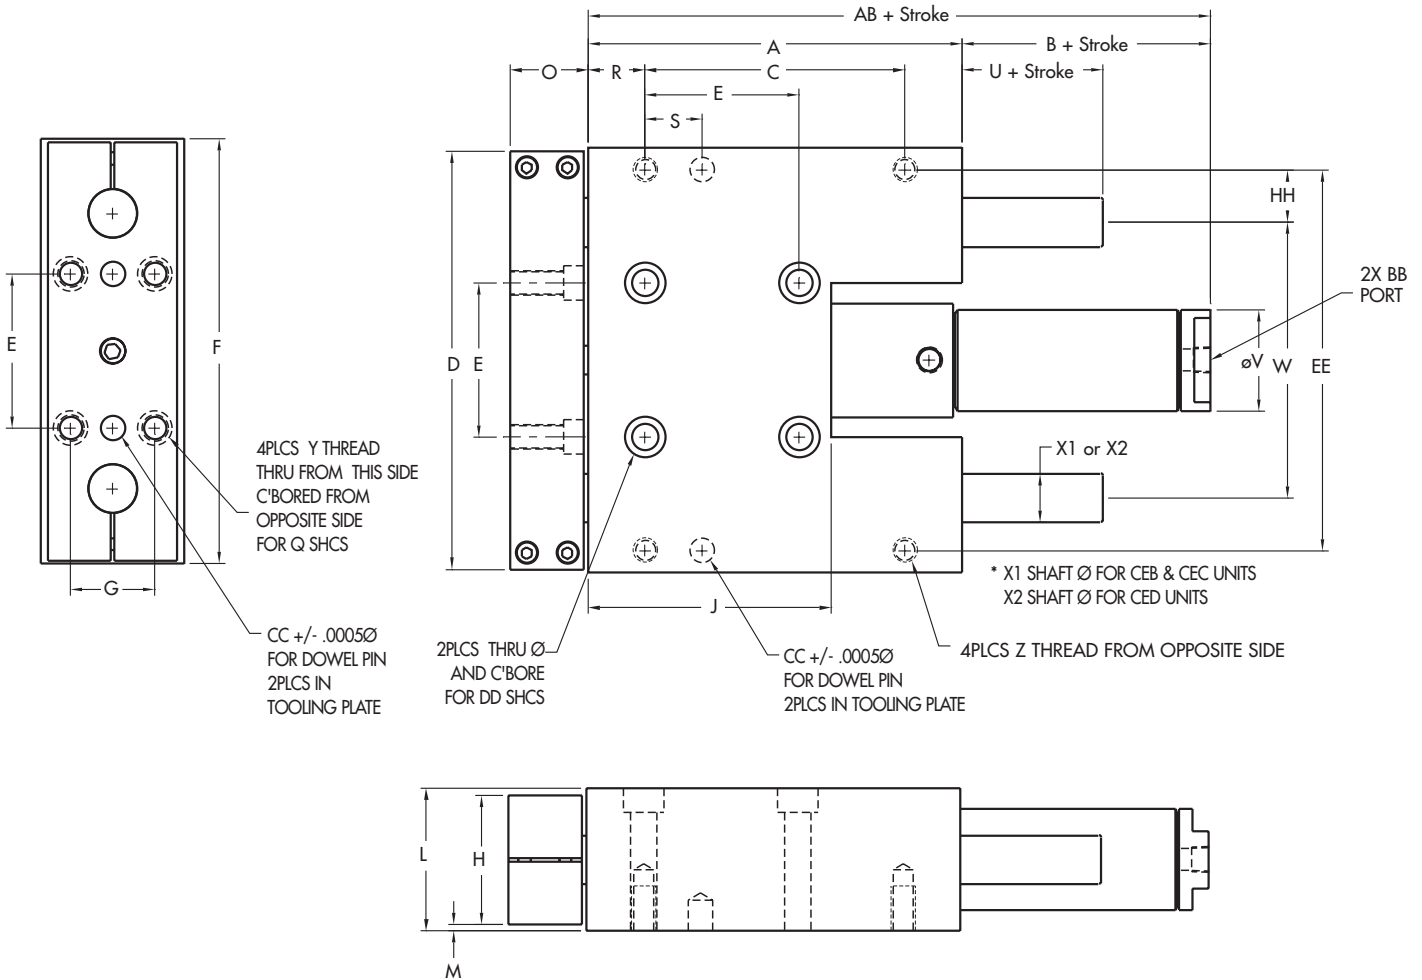 AB + Stroke
A
B + Stroke
O
R
C
U + Stroke
E
S
HH
2X BB
PORT
E
F
D
E
øV
W
EE
X1 or X2
4PLCS Y THREAD
THRU FROM THIS SIDE
C'BORED FROM
OPPOSITE SIDE
FOR Q SHCS
G
J
* X1 SHAFT Ø FOR CEB & CEC UNITS
X2 SHAFT Ø FOR CED UNITS
CC +/- .0005Ø
FOR DOWEL PIN
2PLCS IN
TOOLING PLATE
2PLCS THRU Ø
AND C'BORE
FOR DD SHCS
CC +/- .0005Ø
FOR DOWEL PIN
2PLCS IN TOOLING PLATE
4PLCS Z THREAD FROM OPPOSITE SIDE
L
H
M